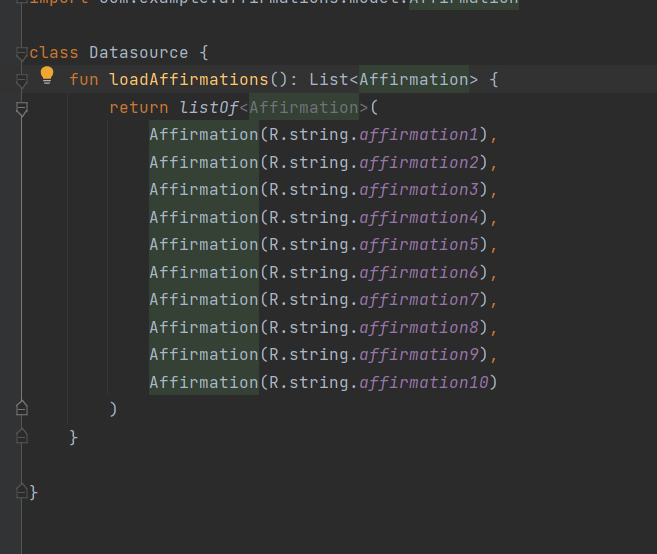 import com.example.affirmations.model.Affirmation
class Datasource {
fun loadAffirmations(): List<Affirmation> {
return listOf<Affirmation>(
Affirmation(R.string.affirmation1),
Affirmation(R.string.affirmation2),
Affirmation(R.string.affirmation3),
Affirmation(R.string.affirmation4),
Affirmation(R.string.affirmation5),
Affirmation(R.string.affirmation6),
Affirmation(R.string.affirmation7),
Affirmation(R.string.affirmation8),
Affirmation(R.string.affirmation9),
Affirmation(R.string.affirmation10)
)
}
}